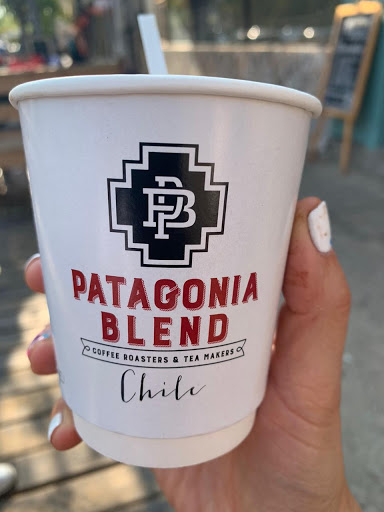 PB
PATAGONIA
BLEND
COFFEE ROASTERS & TEA MAKERS
Chile